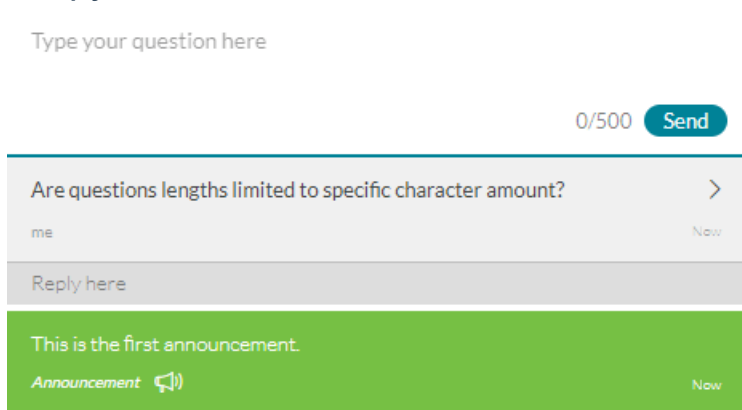 Type your question here
0/500 Send
Are questions lengths limited to specific character amount?
me Now
Reply here
This is the first announcement.
Announcement Now